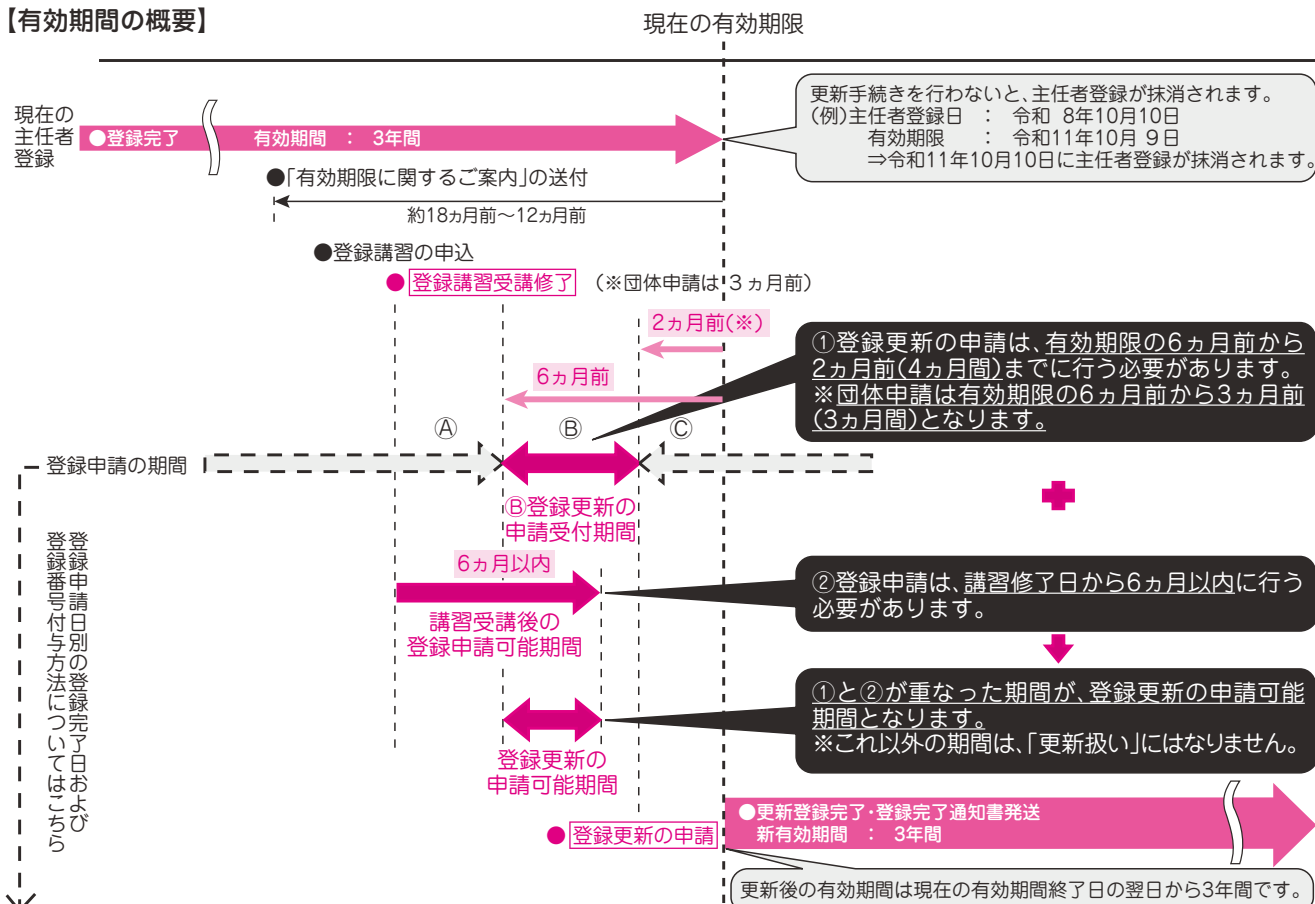 【有効期間の概要】
現在の有効期限
現在の
主任者
登録
●登録完了
有効期間 : 3年間
更新手続きを行わないと、主任者登録が抹消されます。
(例)主任者登録日 : 令和 8年10月10日
有効期限 : 令和11年10月 9日
⇒令和11年10月10日に主任者登録が抹消されます。
●「有効期限に関するご案内」の送付
約18ヵ月前～12ヵ月前
●登録講習の申込
●登録講習受講修了 (※団体申請は 3 ヵ月前)
2ヵ月前(※)
6ヵ月前
①登録更新の申請は、有効期限の6ヵ月前から
2ヵ月前(4ヵ月間)までに行う必要があります。
※団体申請は有効期限の6ヵ月前から3ヵ月前
(3ヵ月間)となります。
Ⓐ Ⓑ Ⓒ
登録申請の期間
Ⓑ登録更新の
申請受付期間
6ヵ月以内
講習受講後の
登録申請可能期間
②登録申請は、講習修了日から6ヵ月以内に行う
必要があります。
登録更新の
申請可能期間
①と②が重なった期間が、登録更新の申請可能
期間となります。
※これ以外の期間は、「更新扱い」にはなりません。
登録申請日別の登録完了日および
登録番号付与方法についてはこちら
●登録更新の申請
●更新登録完了・登録完了通知書発送
新有効期間 : 3年間
更新後の有効期間は現在の有効期間終了日の翌日から3年間です。